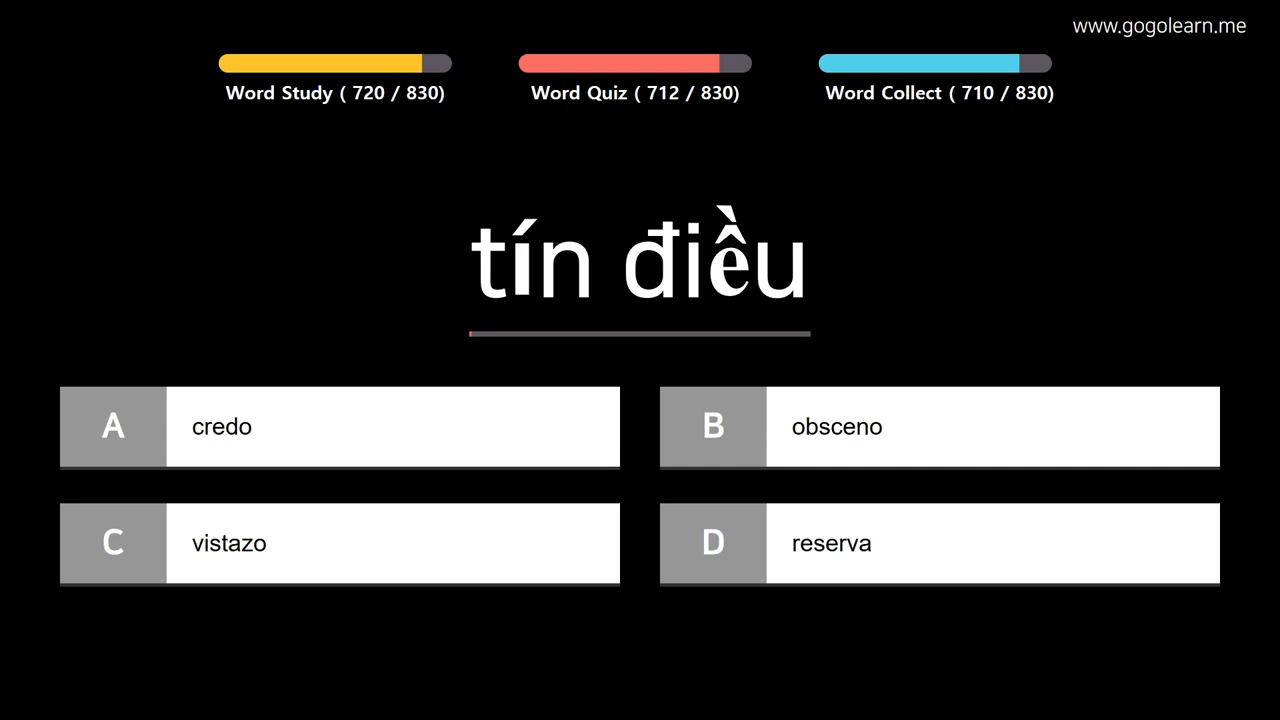 www.gogolearn.me
Word Study ( 720 / 830)
Word Quiz ( 712 / 830)
Word Collect ( 710 / 830)
tín điều
A credo
B obsceno
C vistazo
D reserva